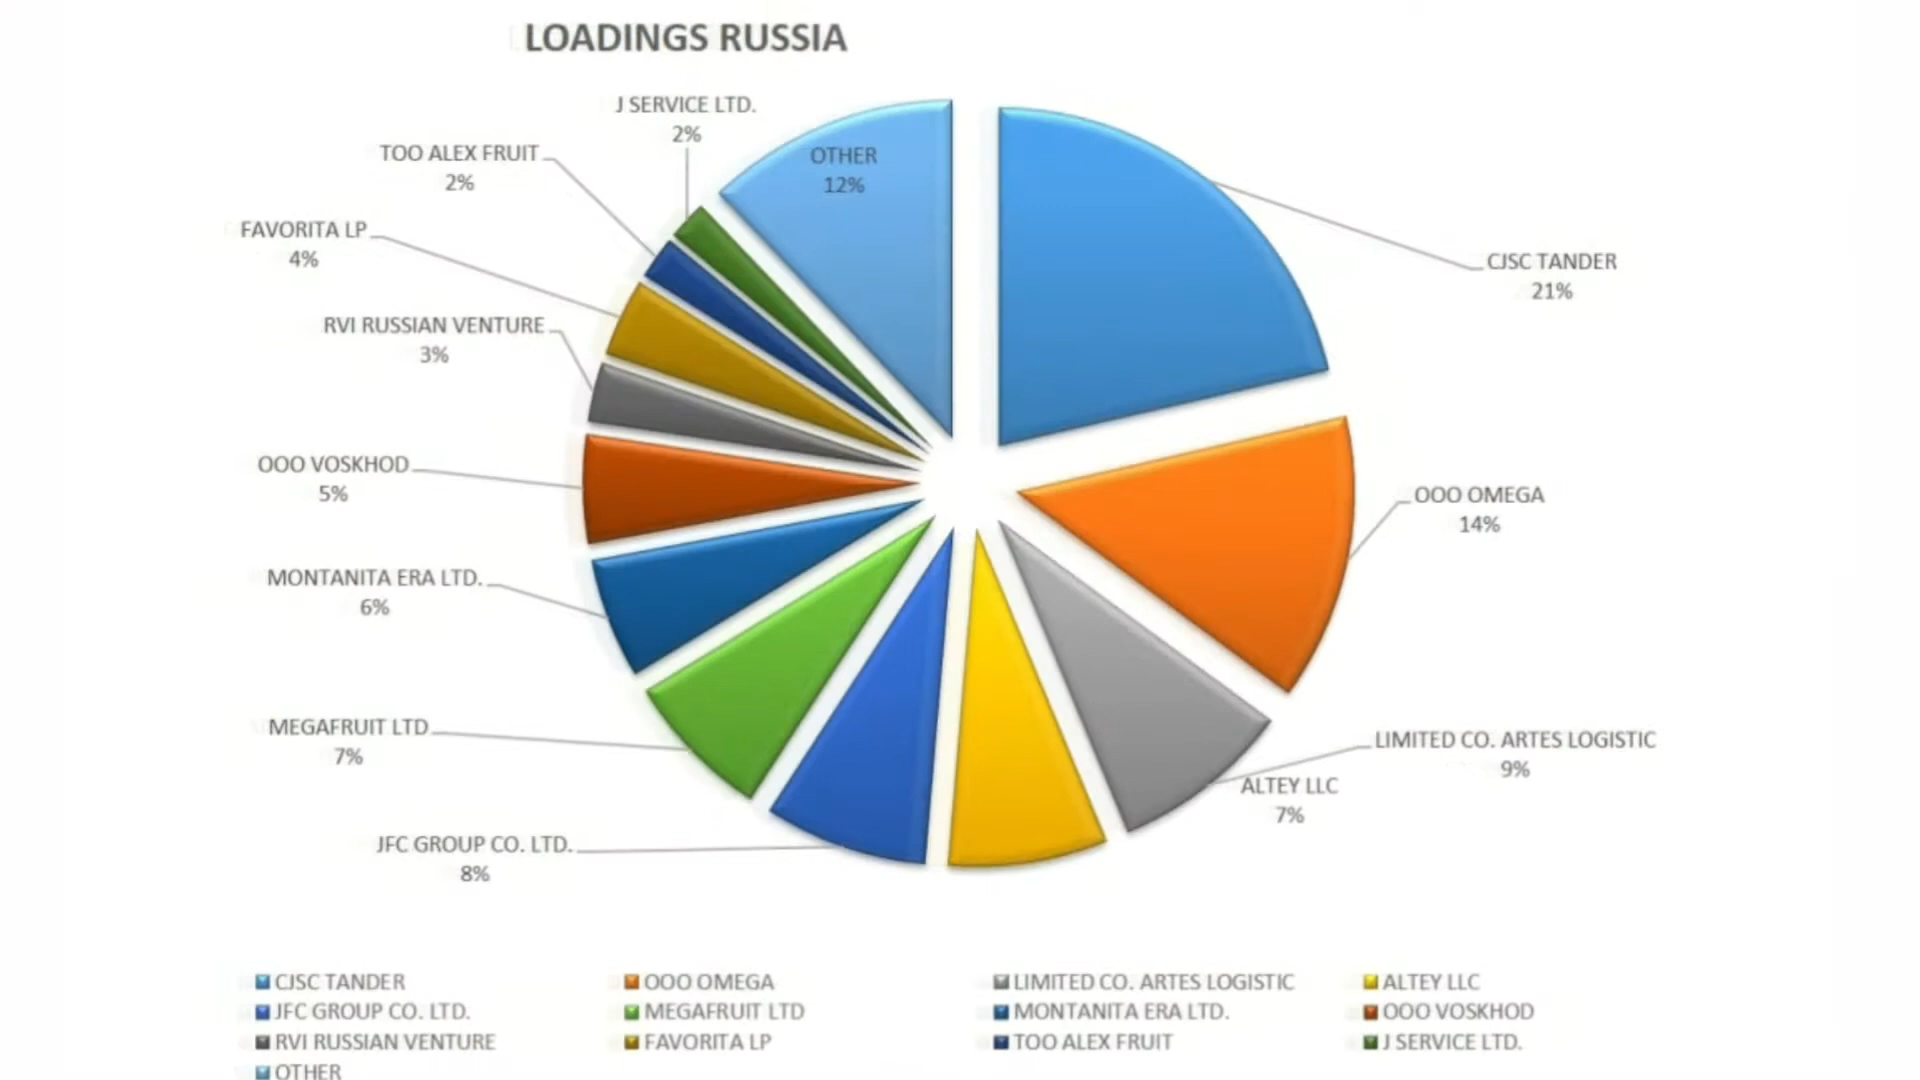 LOADINGS RUSSIA
J SERVICE LTD.
2%
TOO ALEX FRUIT
2%
OTHER
12%
FAVORITA LP
4%
CJSC TANDER
21%
RVI RUSSIAN VENTURE
3%
OOO VOSKHOD
5%
OOO OMEGA
14%
MONTANITA ERA LTD.
6%
MEGAFRUIT LTD
7%
LIMITED CO. ARTES LOGISTIC
9%
ALTEY LLC
7%
JFC GROUP CO. LTD.
8%
CJSC TANDER OOO OMEGA LIMITED CO. ARTES LOGISTIC ALTEY LLC
JFC GROUP CO. LTD. MEGAFRUIT LTD MONTANITA ERA LTD. OOO VOSKHOD
RVI RUSSIAN VENTURE FAVORITA LP TOO ALEX FRUIT J SERVICE LTD.
OTHER